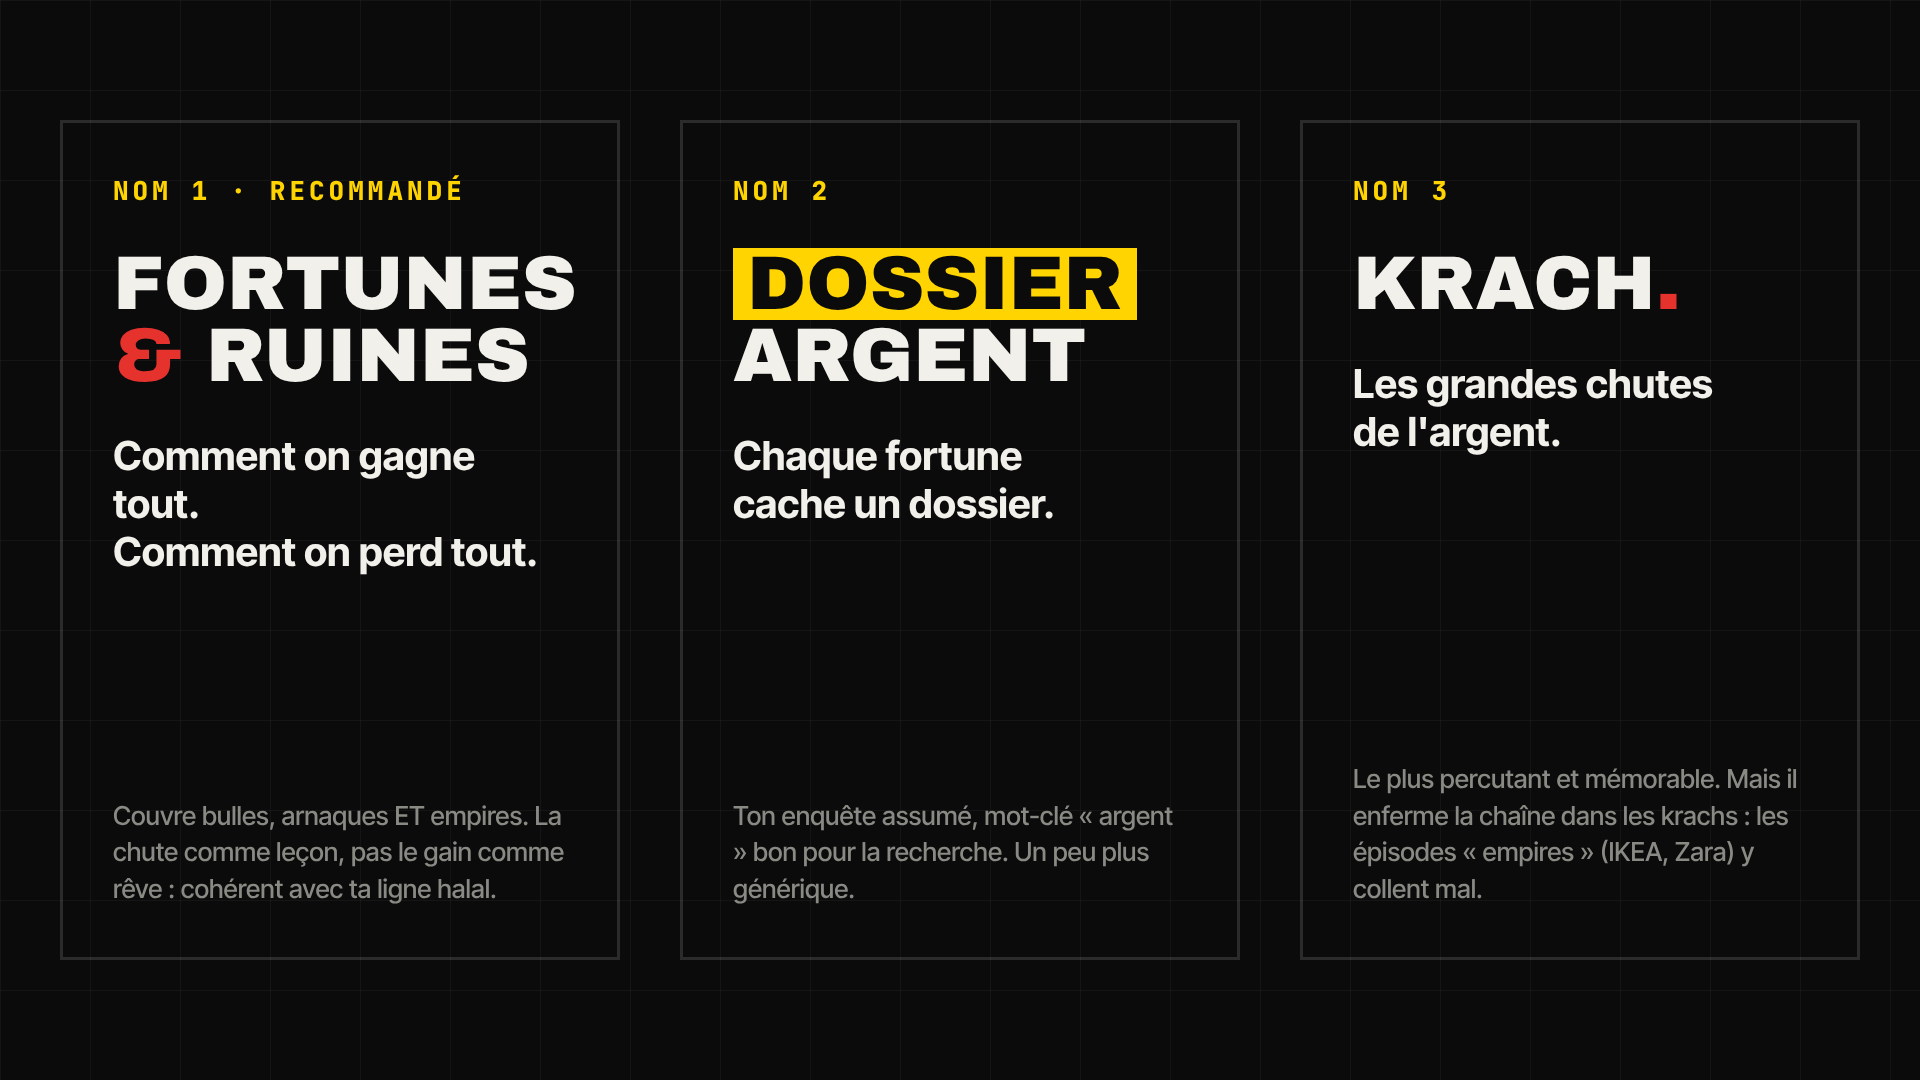 NOM 1 · RECOMMANDÉ
FORTUNES
& RUINES
Comment on gagne
tout.
Comment on perd tout.
Couvre bulles, arnaques ET empires. La
chute comme leçon, pas le gain comme
rêve : cohérent avec ta ligne halal.
NOM 2
DOSSIER
ARGENT
Chaque fortune
cache un dossier.
Ton enquête assumé, mot-clé « argent
» bon pour la recherche. Un peu plus
générique.
NOM 3
KRACH.
Les grandes chutes
de l'argent.
Le plus percutant et mémorable. Mais il
enferme la chaîne dans les krachs : les
épisodes « empires » (IKEA, Zara) y
collent mal.